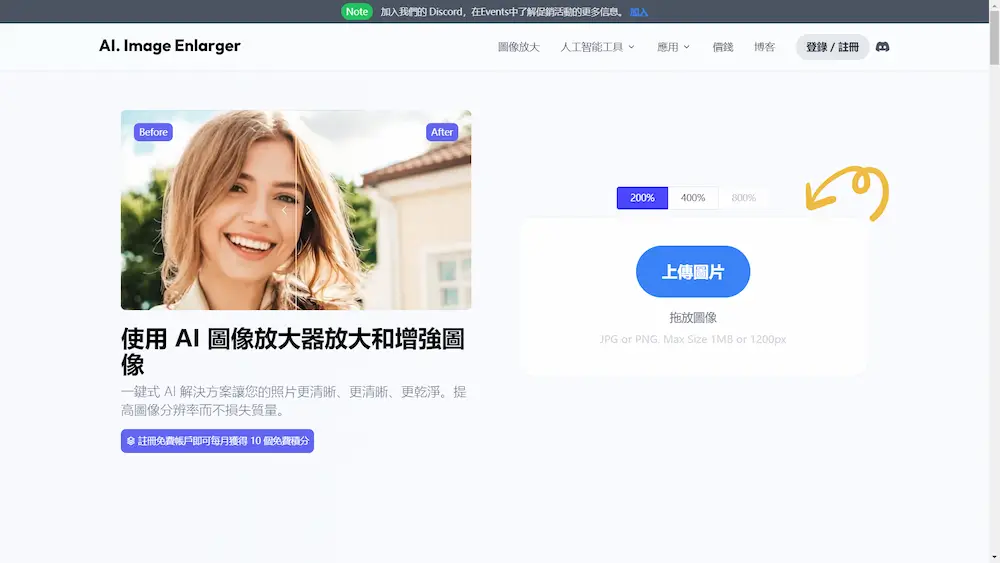 Note 加入我們的 Discord，在Events中了解促銷活動的更多信息。 加入
AI. Image Enlarger
圖像放大 人工智能工具 應用 價錢 博客 登錄 / 註冊
Before After
200% 400% 800%
上傳圖片
拖放圖像
JPG or PNG. Max Size 1MB or 1200px
使用 AI 圖像放大器放大和增強圖
像
一鍵式 AI 解決方案讓您的照片更清晰、更清晰、更乾淨。提
高圖像分辨率而不損失質量。
註冊免費帳戶即可每月獲得 10 個免費積分